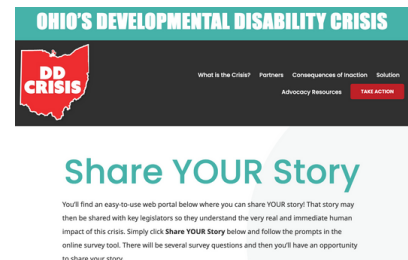 OHIO'S DEVELOPMENTAL DISABILITY CRISIS
DD
CRISIS
What is the Crisis? Partners Consequences of Inaction Solution
Advocacy Resources TAKE ACTION
Share YOUR Story
You'll find an easy-to-use web portal below where you can share YOUR story! That story may
then be shared with key legislators so they understand the very real and immediate human
impact of this crisis. Simply click Share YOUR Story below and follow the prompts in the
online survey tool. There will be several survey questions and then you'll have an opportunity
to share your story.